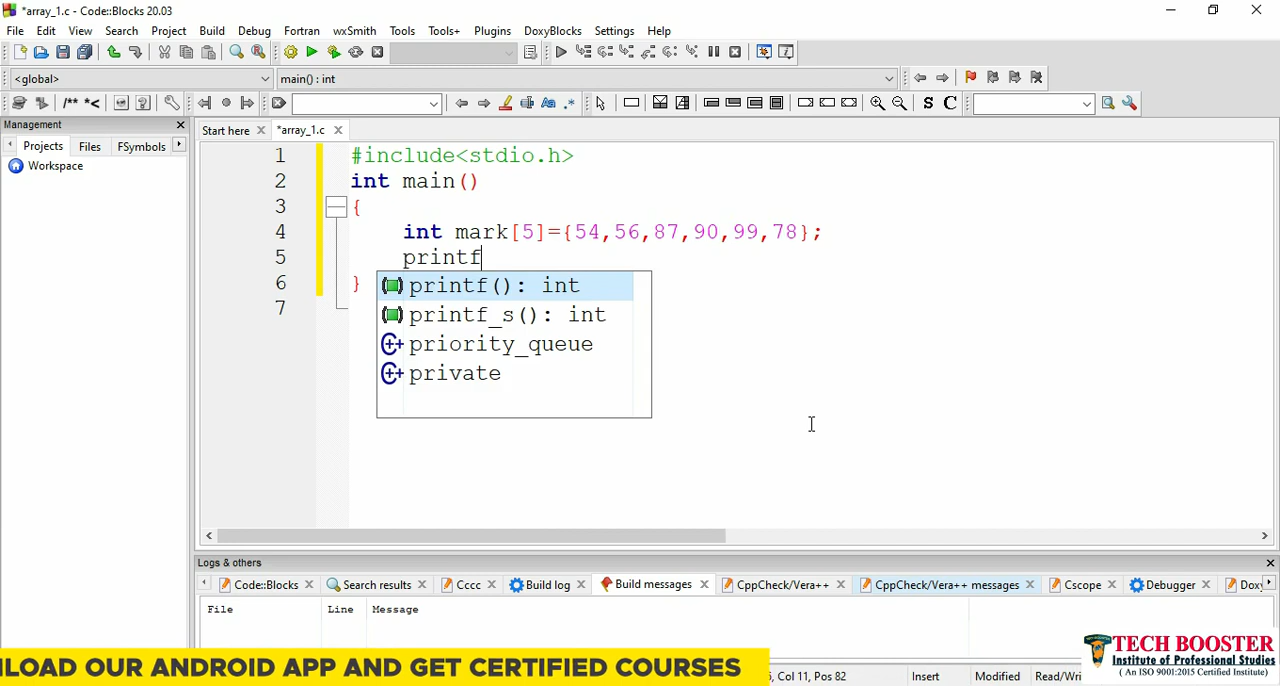 *array_1.c - Code::Blocks 20.03
File Edit View Search Project Build Debug Fortran wxSmith Tools Tools+ Plugins DoxyBlocks Settings Help
<global> main() : int
/** *< Aa .* S C
Management
Projects Files FSymbols
Workspace
Start here *array_1.c
1 #include<stdio.h>
2 int main()
3 {
4 int mark[5]={54,56,87,90,99,78};
5 printf
6 }
7
printf(): int
printf_s(): int
priority_queue
private
Logs & others
Code::Blocks Search results Cccc Build log Build messages CppCheck/Vera++ CppCheck/Vera++ messages Cscope Debugger Dox
File Line Message
NLOAD OUR ANDROID APP AND GET CERTIFIED COURSES
, Col 11, Pos 82 Insert Modified Read/Wri
TECH BOOSTER
Institute of Professional Studies
( An ISO 9001:2015 Certified Institute)